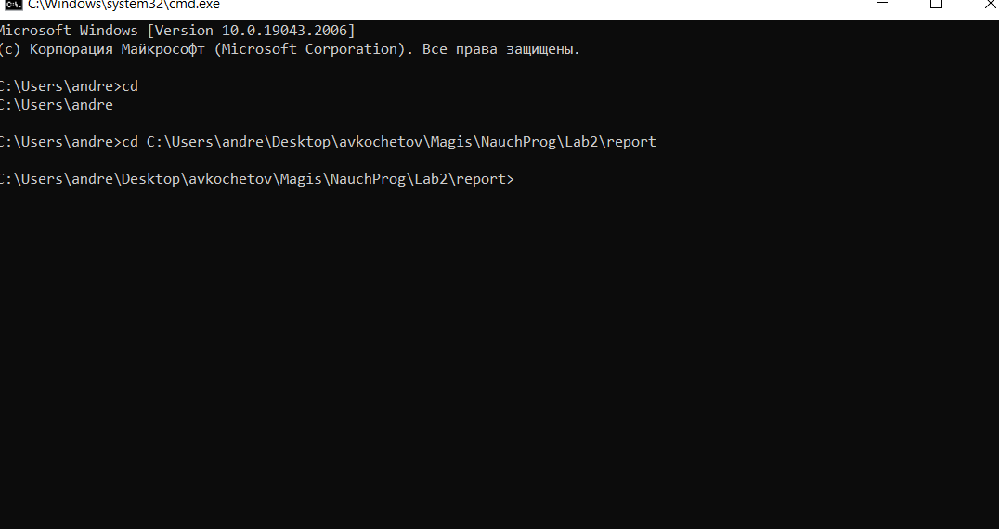 C:\Windows\system32\cmd.exe
Microsoft Windows [Version 10.0.19043.2006]
(c) Корпорация Майкрософт (Microsoft Corporation). Все права защищены.
C:\Users\andre>cd
C:\Users\andre
C:\Users\andre>cd C:\Users\andre\Desktop\avkochetov\Magis\NauchProg\Lab2\report
C:\Users\andre\Desktop\avkochetov\Magis\NauchProg\Lab2\report>